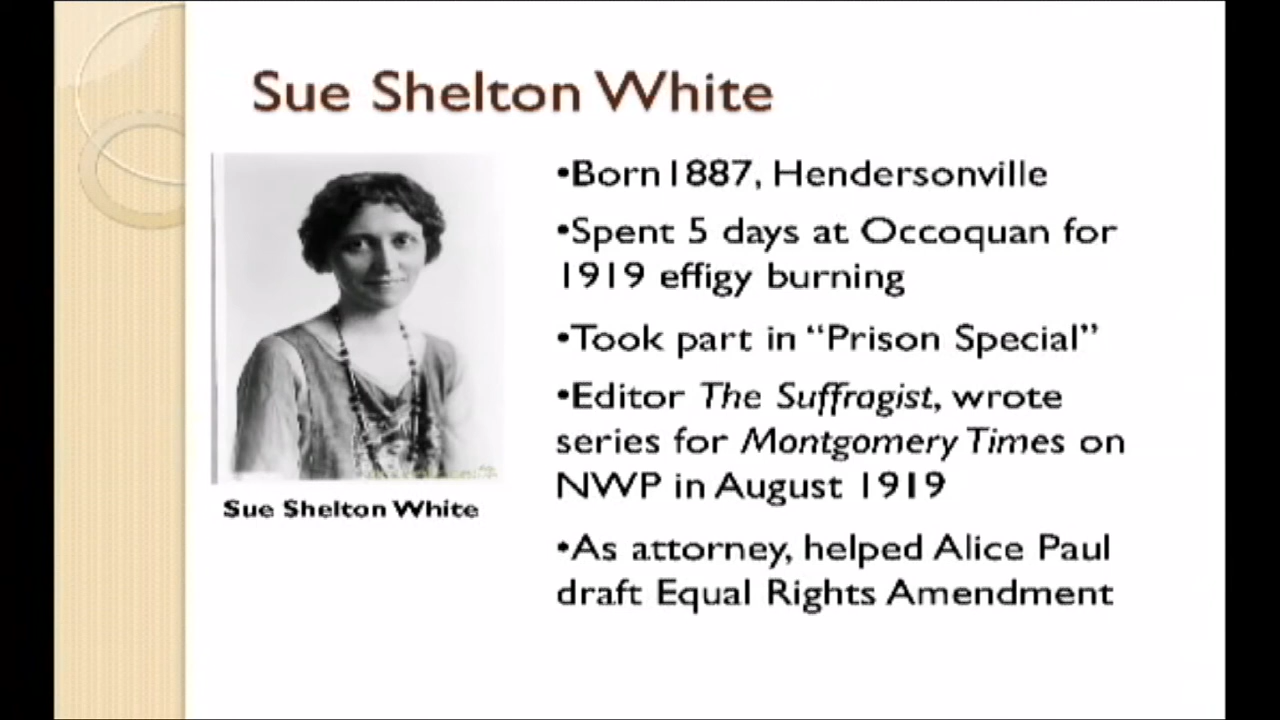 Sue Shelton White
•Born1887, Hendersonville
•Spent 5 days at Occoquan for
1919 effigy burning
•Took part in “Prison Special”
•Editor The Suffragist, wrote
series for Montgomery Times on
NWP in August 1919
•As attorney, helped Alice Paul
draft Equal Rights Amendment
Sue Shelton White